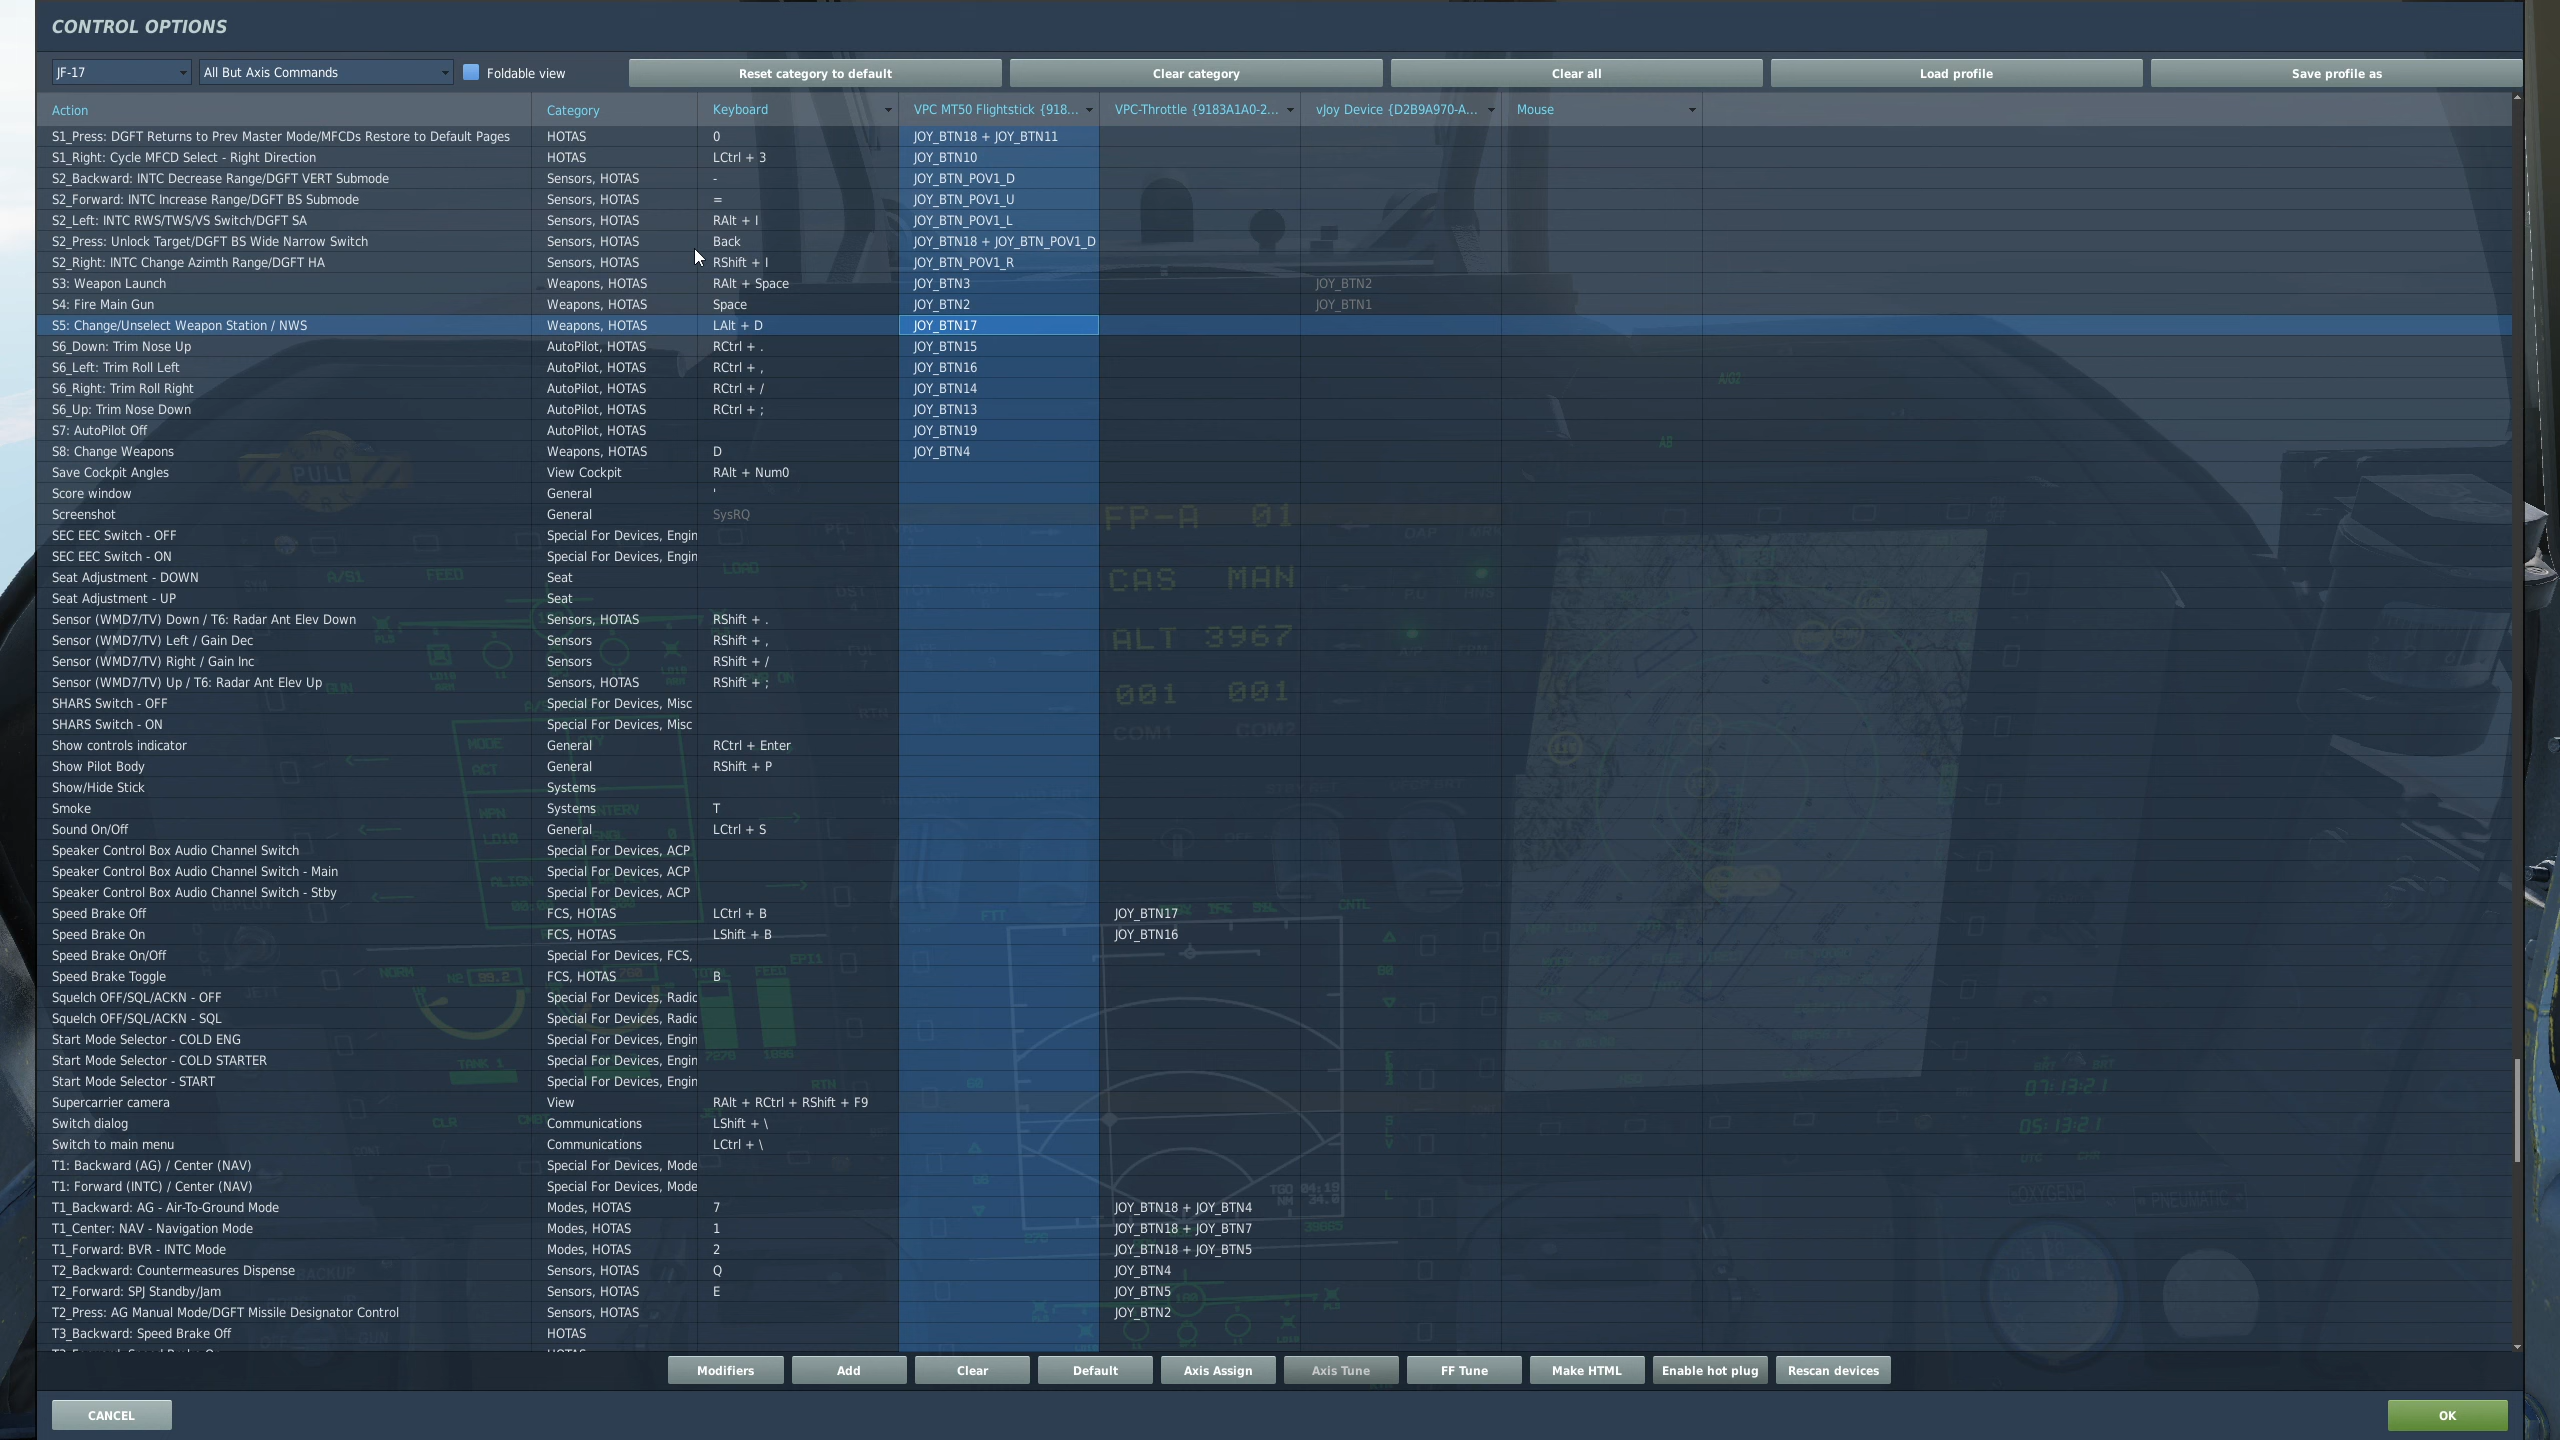 CONTROL OPTIONS
JF-17 All But Axis Commands Foldable view Reset category to default Clear category Clear all Load profile Save profile as
Action Category Keyboard VPC MT50 Flightstick {918... VPC-Throttle {9183A1A0-2... vJoy Device {D2B9A970-A... Mouse
S1_Press: DGFT Returns to Prev Master Mode/MFCDs Restore to Default Pages HOTAS 0 JOY_BTN18 + JOY_BTN11
S1_Right: Cycle MFCD Select - Right Direction HOTAS LCtrl + 3 JOY_BTN10
S2_Backward: INTC Decrease Range/DGFT VERT Submode Sensors, HOTAS - JOY_BTN_POV1_D
S2_Forward: INTC Increase Range/DGFT BS Submode Sensors, HOTAS = JOY_BTN_POV1_U
S2_Left: INTC RWS/TWS/VS Switch/DGFT SA Sensors, HOTAS RAlt + I JOY_BTN_POV1_L
S2_Press: Unlock Target/DGFT BS Wide Narrow Switch Sensors, HOTAS Back JOY_BTN18 + JOY_BTN_POV1_D
S2_Right: INTC Change Azimth Range/DGFT HA Sensors, HOTAS RShift + I JOY_BTN_POV1_R
S3: Weapon Launch Weapons, HOTAS RAlt + Space JOY_BTN3 JOY_BTN2
S4: Fire Main Gun Weapons, HOTAS Space JOY_BTN2 JOY_BTN1
S5: Change/Unselect Weapon Station / NWS Weapons, HOTAS LAlt + D JOY_BTN17
S6_Down: Trim Nose Up AutoPilot, HOTAS RCtrl + . JOY_BTN15
S6_Left: Trim Roll Left AutoPilot, HOTAS RCtrl + , JOY_BTN16
S6_Right: Trim Roll Right AutoPilot, HOTAS RCtrl + / JOY_BTN14
S6_Up: Trim Nose Down AutoPilot, HOTAS RCtrl + ; JOY_BTN13
S7: AutoPilot Off AutoPilot, HOTAS JOY_BTN19
S8: Change Weapons Weapons, HOTAS D JOY_BTN4
Save Cockpit Angles View Cockpit RAlt + Num0
Score window General '
Screenshot General SysRQ
SEC EEC Switch - OFF Special For Devices, Engin
SEC EEC Switch - ON Special For Devices, Engin
Seat Adjustment - DOWN Seat
Seat Adjustment - UP Seat
Sensor (WMD7/TV) Down / T6: Radar Ant Elev Down Sensors, HOTAS RShift + .
Sensor (WMD7/TV) Left / Gain Dec Sensors RShift + ,
Sensor (WMD7/TV) Right / Gain Inc Sensors RShift + /
Sensor (WMD7/TV) Up / T6: Radar Ant Elev Up Sensors, HOTAS RShift + ;
SHARS Switch - OFF Special For Devices, Misc
SHARS Switch - ON Special For Devices, Misc
Show controls indicator General RCtrl + Enter
Show Pilot Body General RShift + P
Show/Hide Stick Systems
Smoke Systems T
Sound On/Off General LCtrl + S
Speaker Control Box Audio Channel Switch Special For Devices, ACP
Speaker Control Box Audio Channel Switch - Main Special For Devices, ACP
Speaker Control Box Audio Channel Switch - Stby Special For Devices, ACP
Speed Brake Off FCS, HOTAS LCtrl + B JOY_BTN17
Speed Brake On FCS, HOTAS LShift + B JOY_BTN16
Speed Brake On/Off Special For Devices, FCS,
Speed Brake Toggle FCS, HOTAS B
Squelch OFF/SQL/ACKN - OFF Special For Devices, Radio
Squelch OFF/SQL/ACKN - SQL Special For Devices, Radio
Start Mode Selector - COLD ENG Special For Devices, Engin
Start Mode Selector - COLD STARTER Special For Devices, Engin
Start Mode Selector - START Special For Devices, Engin
Supercarrier camera View RAlt + RCtrl + RShift + F9
Switch dialog Communications LShift + \
Switch to main menu Communications LCtrl + \
T1: Backward (AG) / Center (NAV) Special For Devices, Mode
T1: Forward (INTC) / Center (NAV) Special For Devices, Mode
T1_Backward: AG - Air-To-Ground Mode Modes, HOTAS 7 JOY_BTN18 + JOY_BTN4
T1_Center: NAV - Navigation Mode Modes, HOTAS 1 JOY_BTN18 + JOY_BTN7
T1_Forward: BVR - INTC Mode Modes, HOTAS 2 JOY_BTN18 + JOY_BTN5
T2_Backward: Countermeasures Dispense Sensors, HOTAS Q JOY_BTN4
T2_Forward: SPJ Standby/Jam Sensors, HOTAS E JOY_BTN5
T2_Press: AG Manual Mode/DGFT Missile Designator Control Sensors, HOTAS JOY_BTN2
T3_Backward: Speed Brake Off HOTAS
Modifiers Add Clear Default Axis Assign Axis Tune FF Tune Make HTML Enable hot plug Rescan devices
CANCEL OK
FP-A 01
CAS MAN
ALT 3967
001 001
COM1 COM2